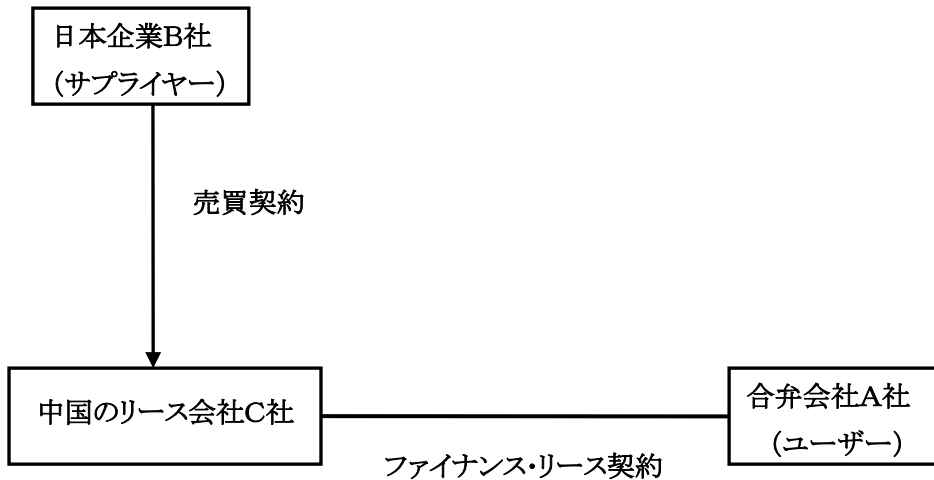 日本企業B社
（サプライヤー）
売買契約
中国のリース会社C社
合弁会社A社
（ユーザー）
ファイナンス・リース契約